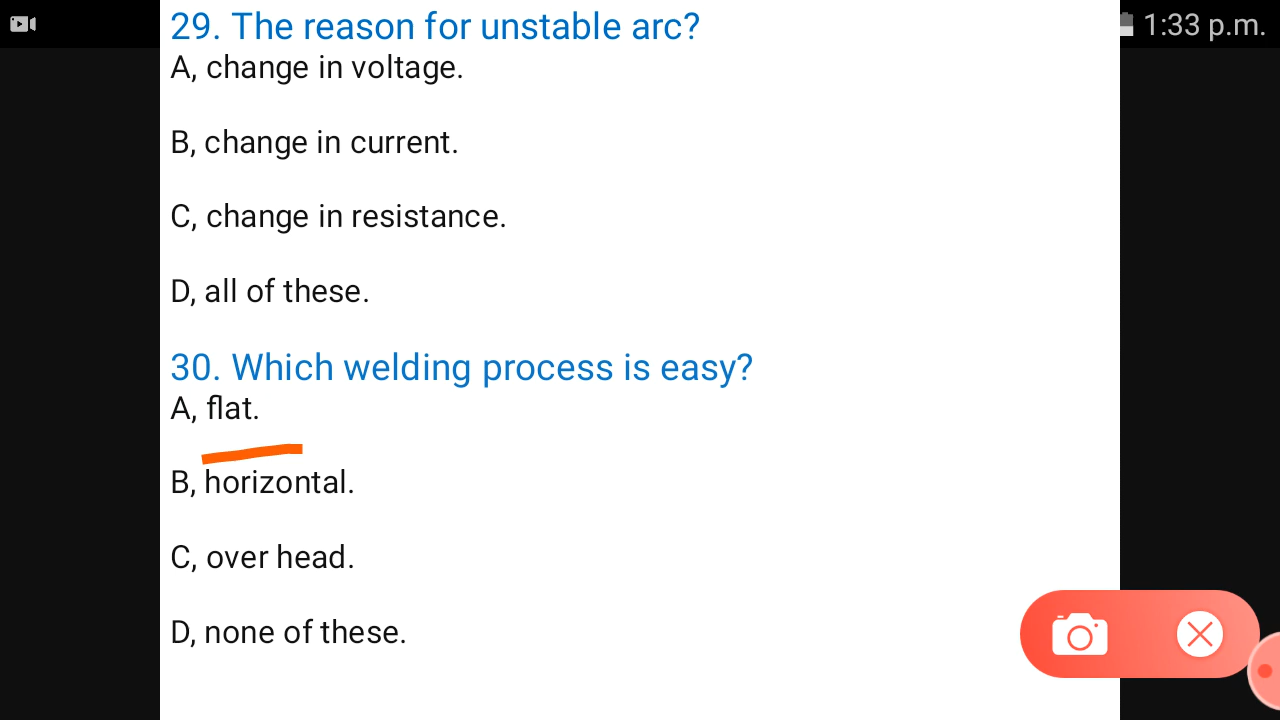 29. The reason for unstable arc?
1:33 p.m.
A, change in voltage.
B, change in current.
C, change in resistance.
D, all of these.
30. Which welding process is easy?
A, flat.
B, horizontal.
C, over head.
D, none of these.